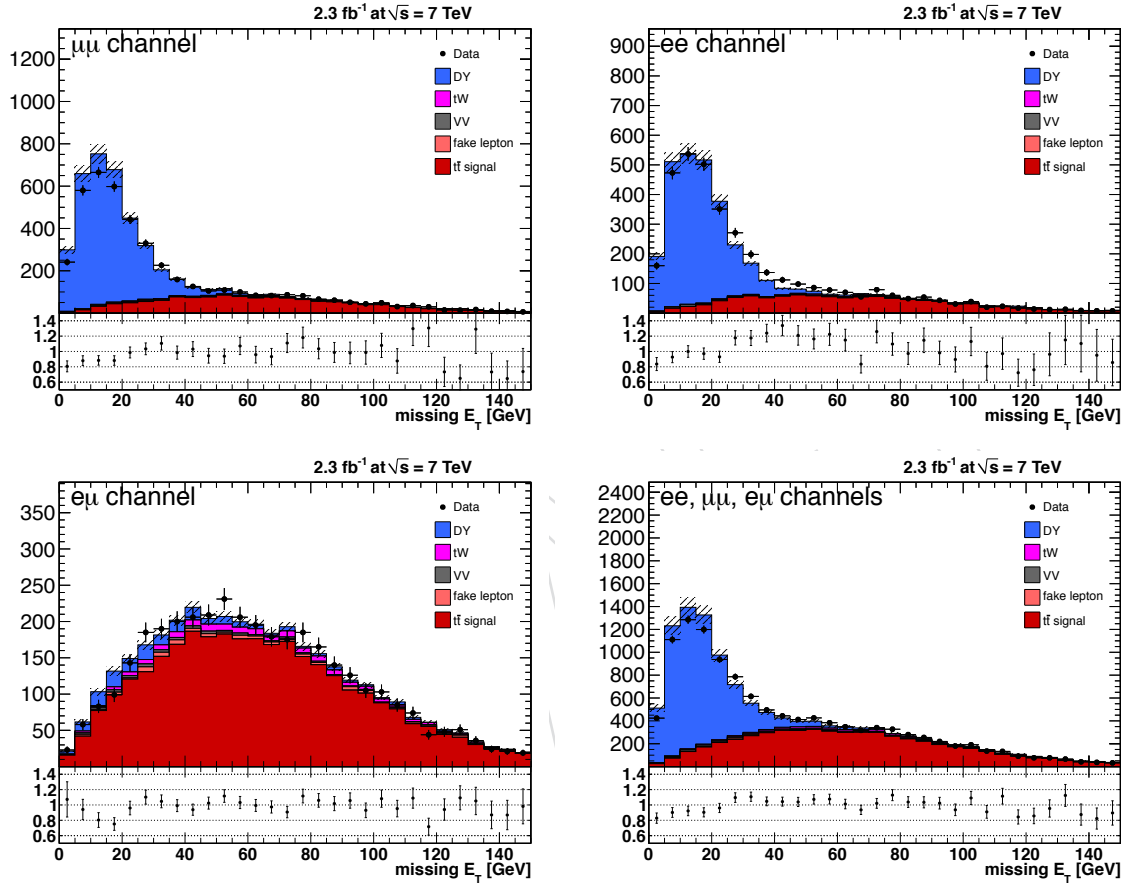 2.3 fb⁻¹ at √s = 7 TeV
μμ channel
Data
DY
tW
VV
fake lepton
tt̄ signal
1200
1000
800
600
400
200
1.4
1.2
1
0.8
0.6
0 20 40 60 80 100 120 140
missing E_T [GeV]
2.3 fb⁻¹ at √s = 7 TeV
ee channel
Data
DY
tW
VV
fake lepton
tt̄ signal
900
800
700
600
500
400
300
200
100
1.4
1.2
1
0.8
0.6
0 20 40 60 80 100 120 140
missing E_T [GeV]
2.3 fb⁻¹ at √s = 7 TeV
eμ channel
Data
DY
tW
VV
fake lepton
tt̄ signal
350
300
250
200
150
100
50
1.4
1.2
1
0.8
0.6
0 20 40 60 80 100 120 140
missing E_T [GeV]
2.3 fb⁻¹ at √s = 7 TeV
ee, μμ, eμ channels
Data
DY
tW
VV
fake lepton
tt̄ signal
2400
2200
2000
1800
1600
1400
1200
1000
800
600
400
200
1.4
1.2
1
0.8
0.6
0 20 40 60 80 100 120 140
missing E_T [GeV]